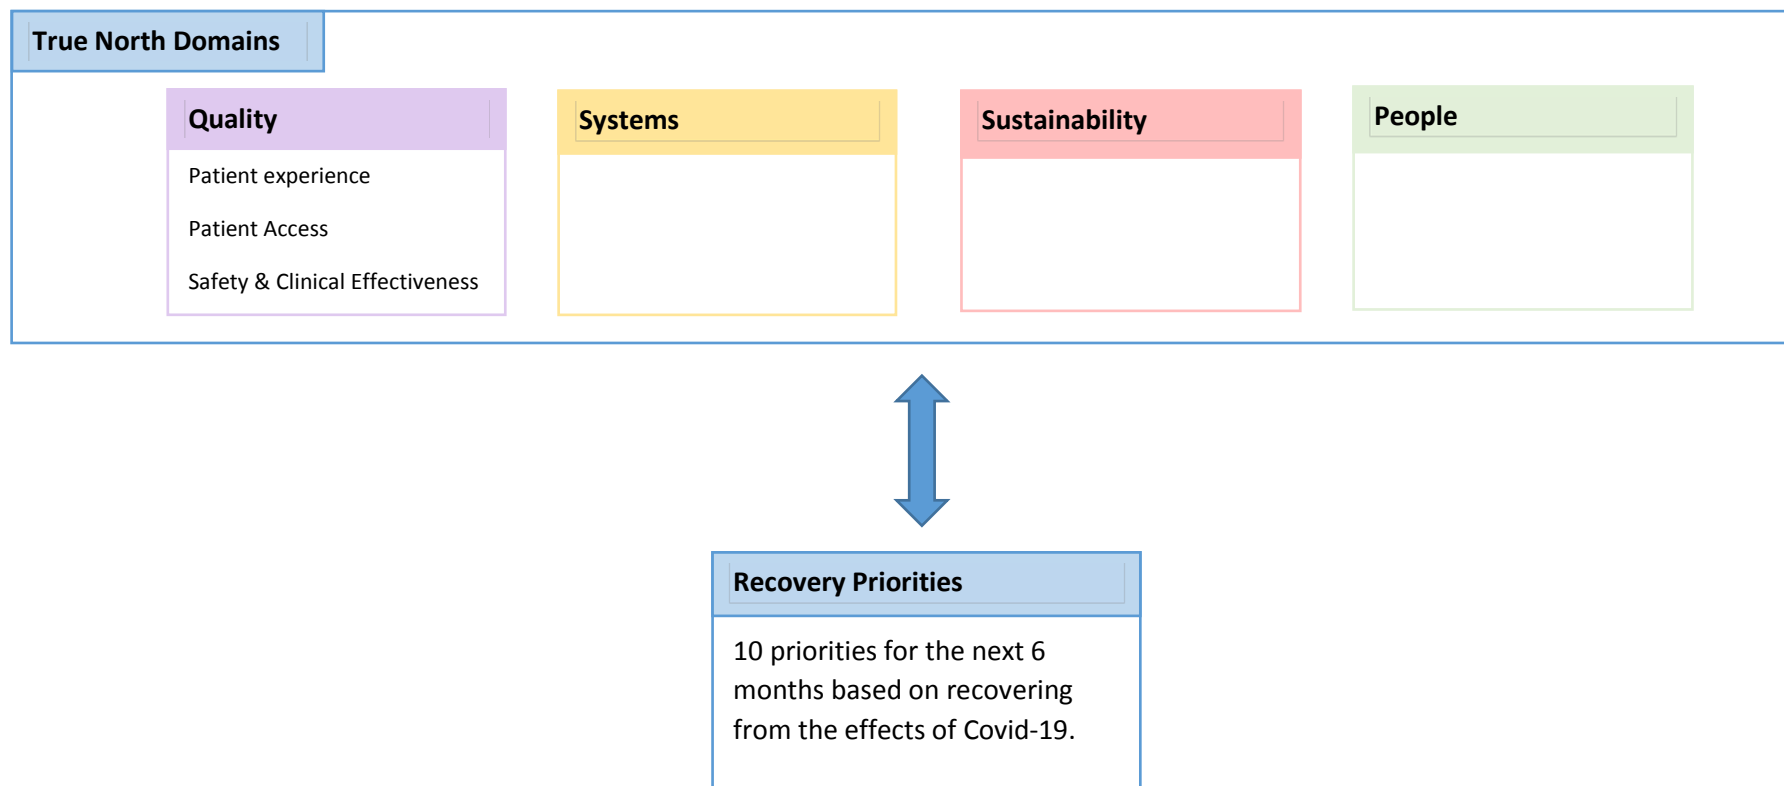 True North Domains
Quality
Systems
Sustainability
People
Patient experience
Patient Access
Safety & Clinical Effectiveness
Recovery Priorities
10 priorities for the next 6
months based on recovering
from the effects of Covid-19.